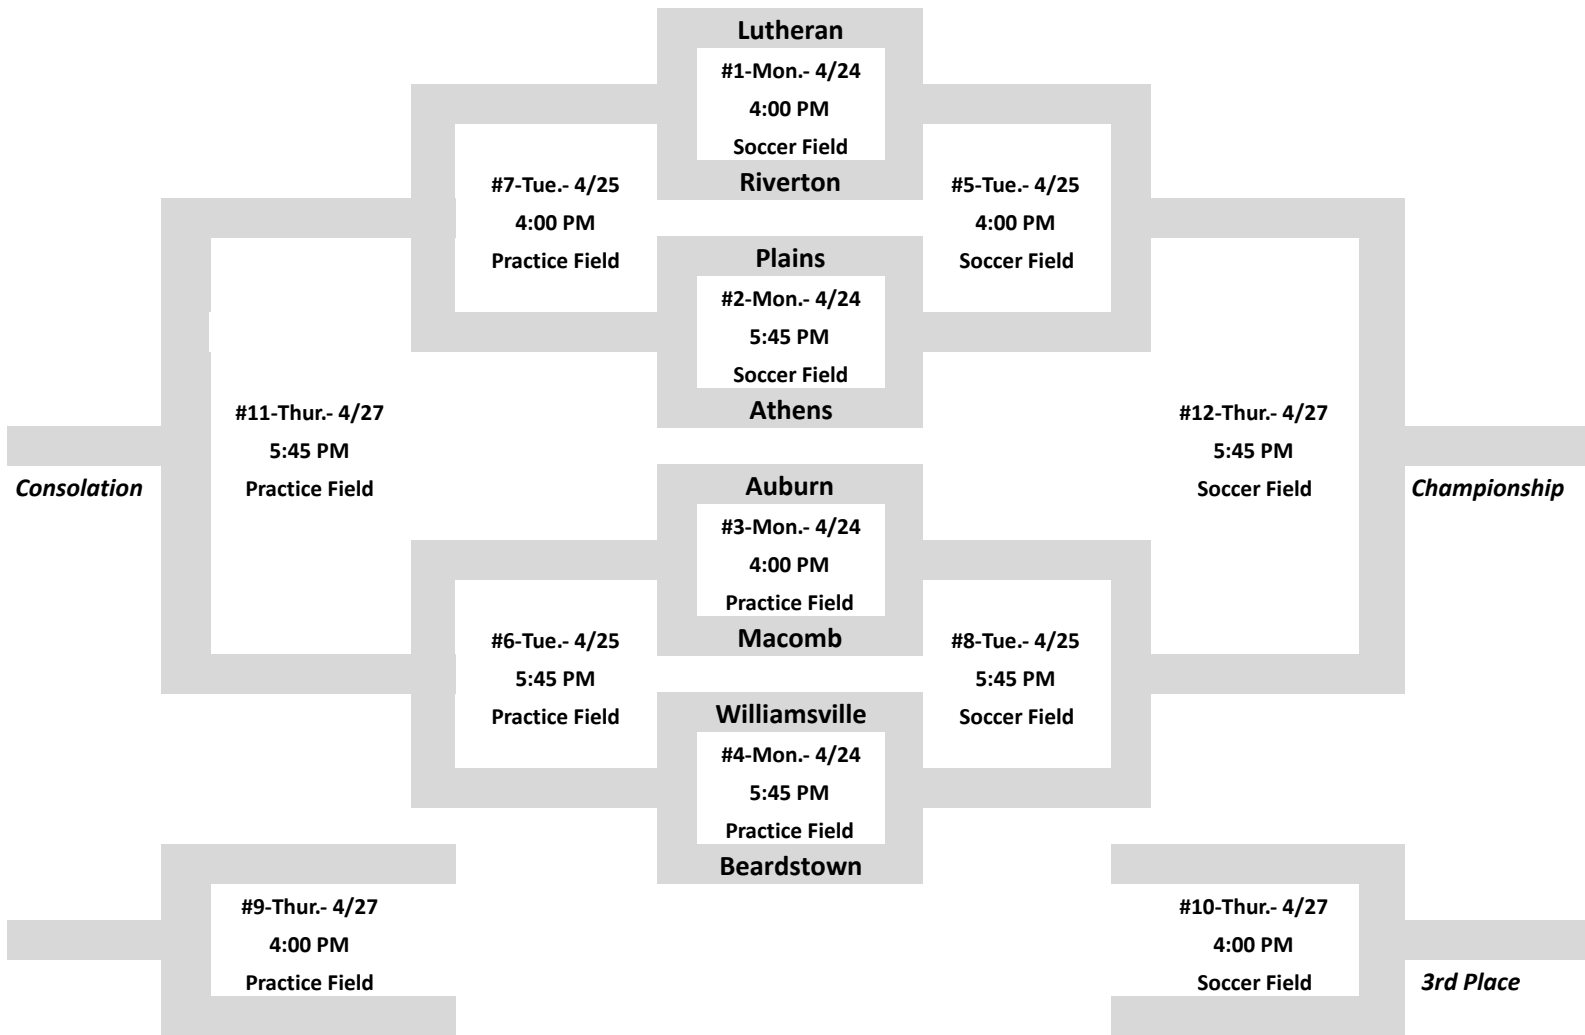 Lutheran
#1-Mon.- 4/24
4:00 PM
Soccer Field
Riverton
#7-Tue.- 4/25
4:00 PM
Practice Field
#5-Tue.- 4/25
4:00 PM
Soccer Field
Plains
#2-Mon.- 4/24
5:45 PM
Soccer Field
Athens
#11-Thur.- 4/27
5:45 PM
Practice Field
Consolation
#12-Thur.- 4/27
5:45 PM
Soccer Field
Championship
Auburn
#3-Mon.- 4/24
4:00 PM
Practice Field
Macomb
#6-Tue.- 4/25
5:45 PM
Practice Field
#8-Tue.- 4/25
5:45 PM
Soccer Field
Williamsville
#4-Mon.- 4/24
5:45 PM
Practice Field
Beardstown
#9-Thur.- 4/27
4:00 PM
Practice Field
#10-Thur.- 4/27
4:00 PM
Soccer Field
3rd Place